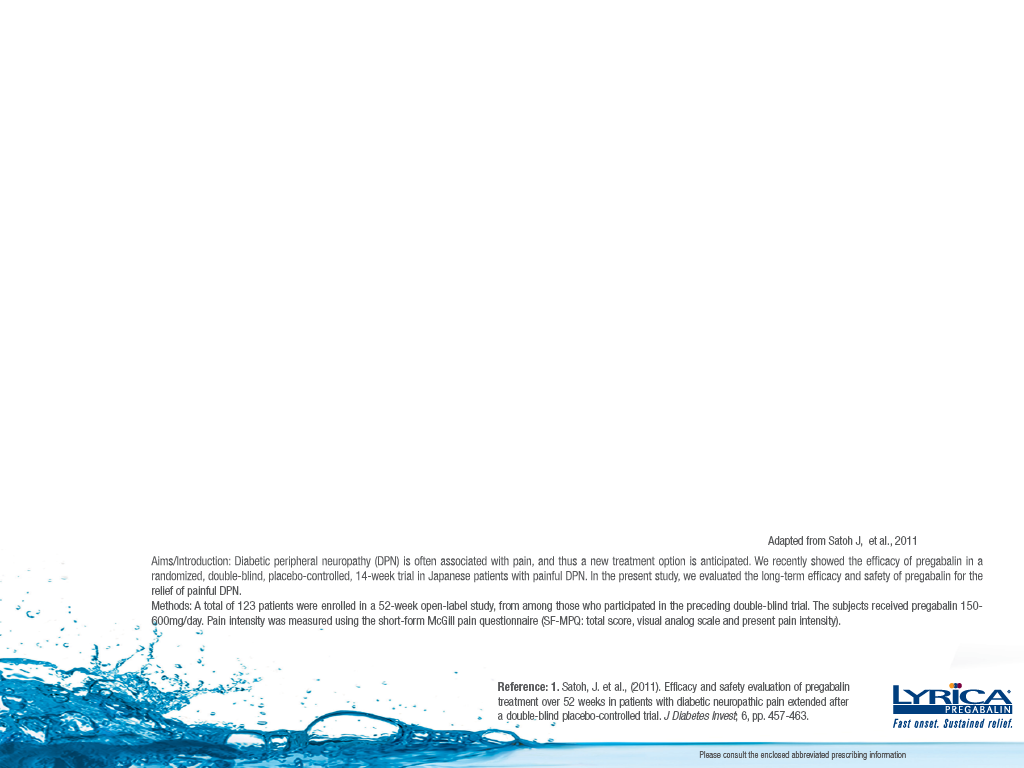 Adapted from Satoh J, et al., 2011
Aims/Introduction: Diabetic peripheral neuropathy (DPN) is often associated with pain, and thus a new treatment option is anticipated. We recently showed the efficacy of pregabalin in a
randomized, double-blind, placebo-controlled, 14-week trial in Japanese patients with painful DPN. In the present study, we evaluated the long-term efficacy and safety of pregabalin for the
relief of painful DPN.
Methods: A total of 123 patients were enrolled in a 52-week open-label study, from among those who participated in the preceding double-blind trial. The subjects received pregabalin 150-
600mg/day. Pain intensity was measured using the short-form McGill pain questionnaire (SF-MPQ: total score, visual analog scale and present pain intensity).
Reference: 1. Satoh, J. et al., (2011). Efficacy and safety evaluation of pregabalin
treatment over 52 weeks in patients with diabetic neuropathic pain extended after
a double-blind placebo-controlled trial. J Diabetes Invest; 6, pp. 457-463.
LYRICA®
PREGABALIN
Fast onset. Sustained relief.
Please consult the enclosed abbreviated prescribing information